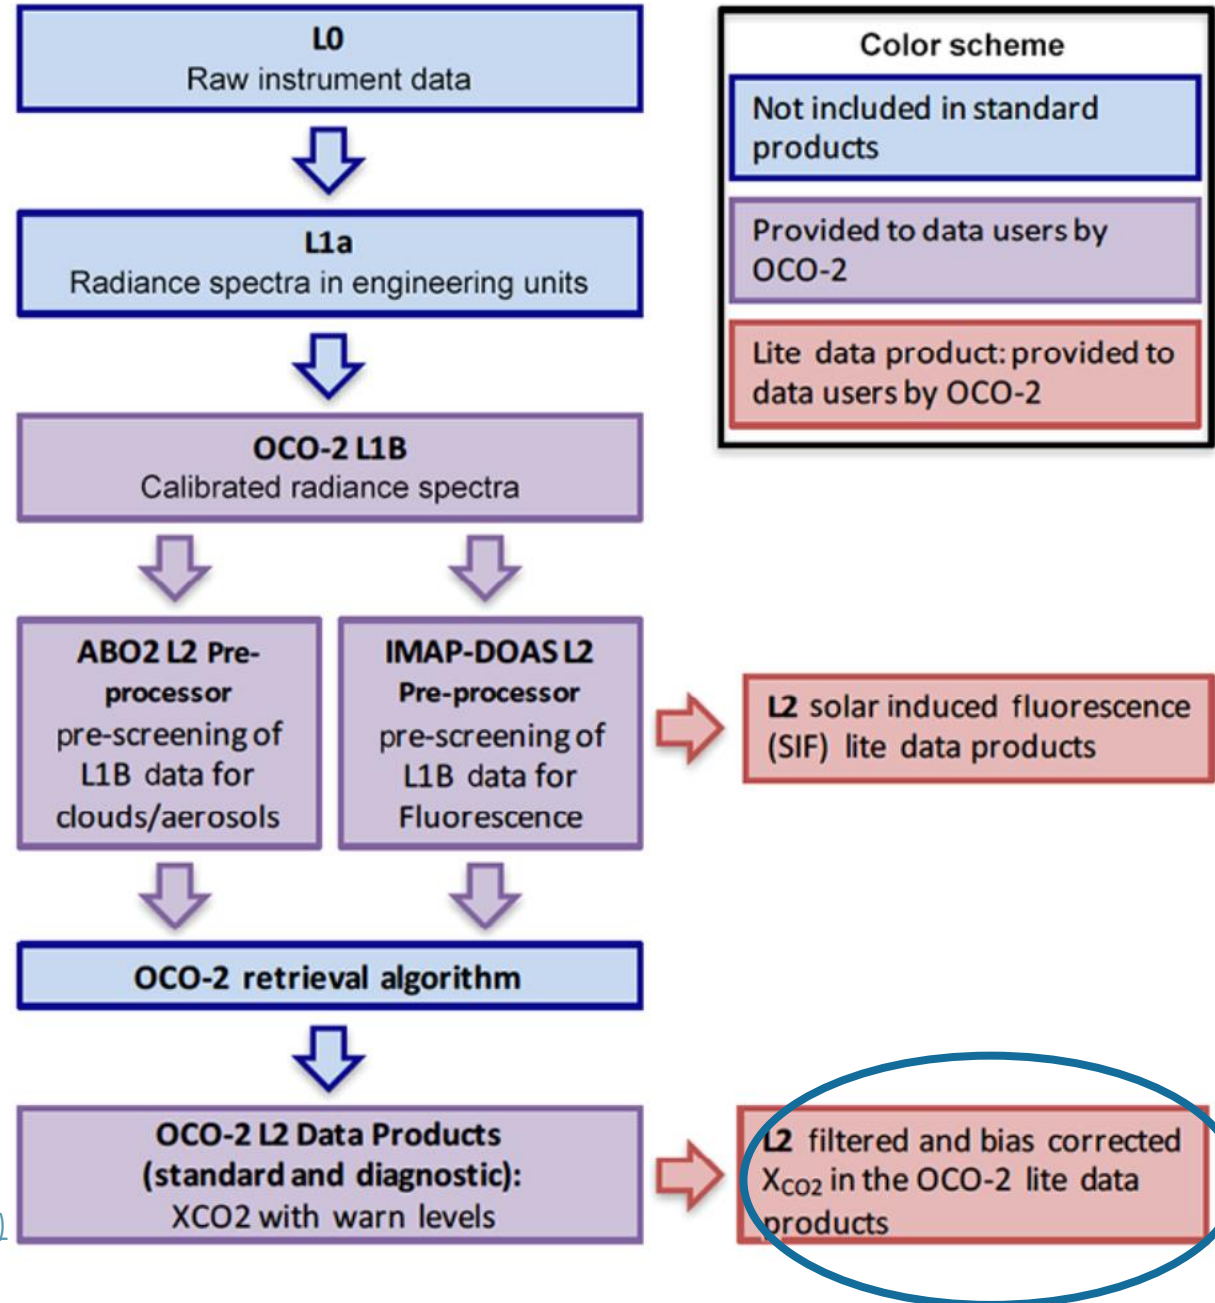 L0
Raw instrument data
L1a
Radiance spectra in engineering units
OCO-2 L1B
Calibrated radiance spectra
ABO2 L2 Pre-
processor
pre-screening of
L1B data for
clouds/aerosols
IMAP-DOAS L2
Pre-processor
pre-screening of
L1B data for
Fluorescence
L2 solar induced fluorescence
(SIF) lite data products
OCO-2 retrieval algorithm
OCO-2 L2 Data Products
(standard and diagnostic):
XCO2 with warn levels
L2 filtered and bias corrected
X_CO2 in the OCO-2 lite data
products
Color scheme
Not included in standard
products
Provided to data users by
OCO-2
Lite data product: provided to
data users by OCO-2